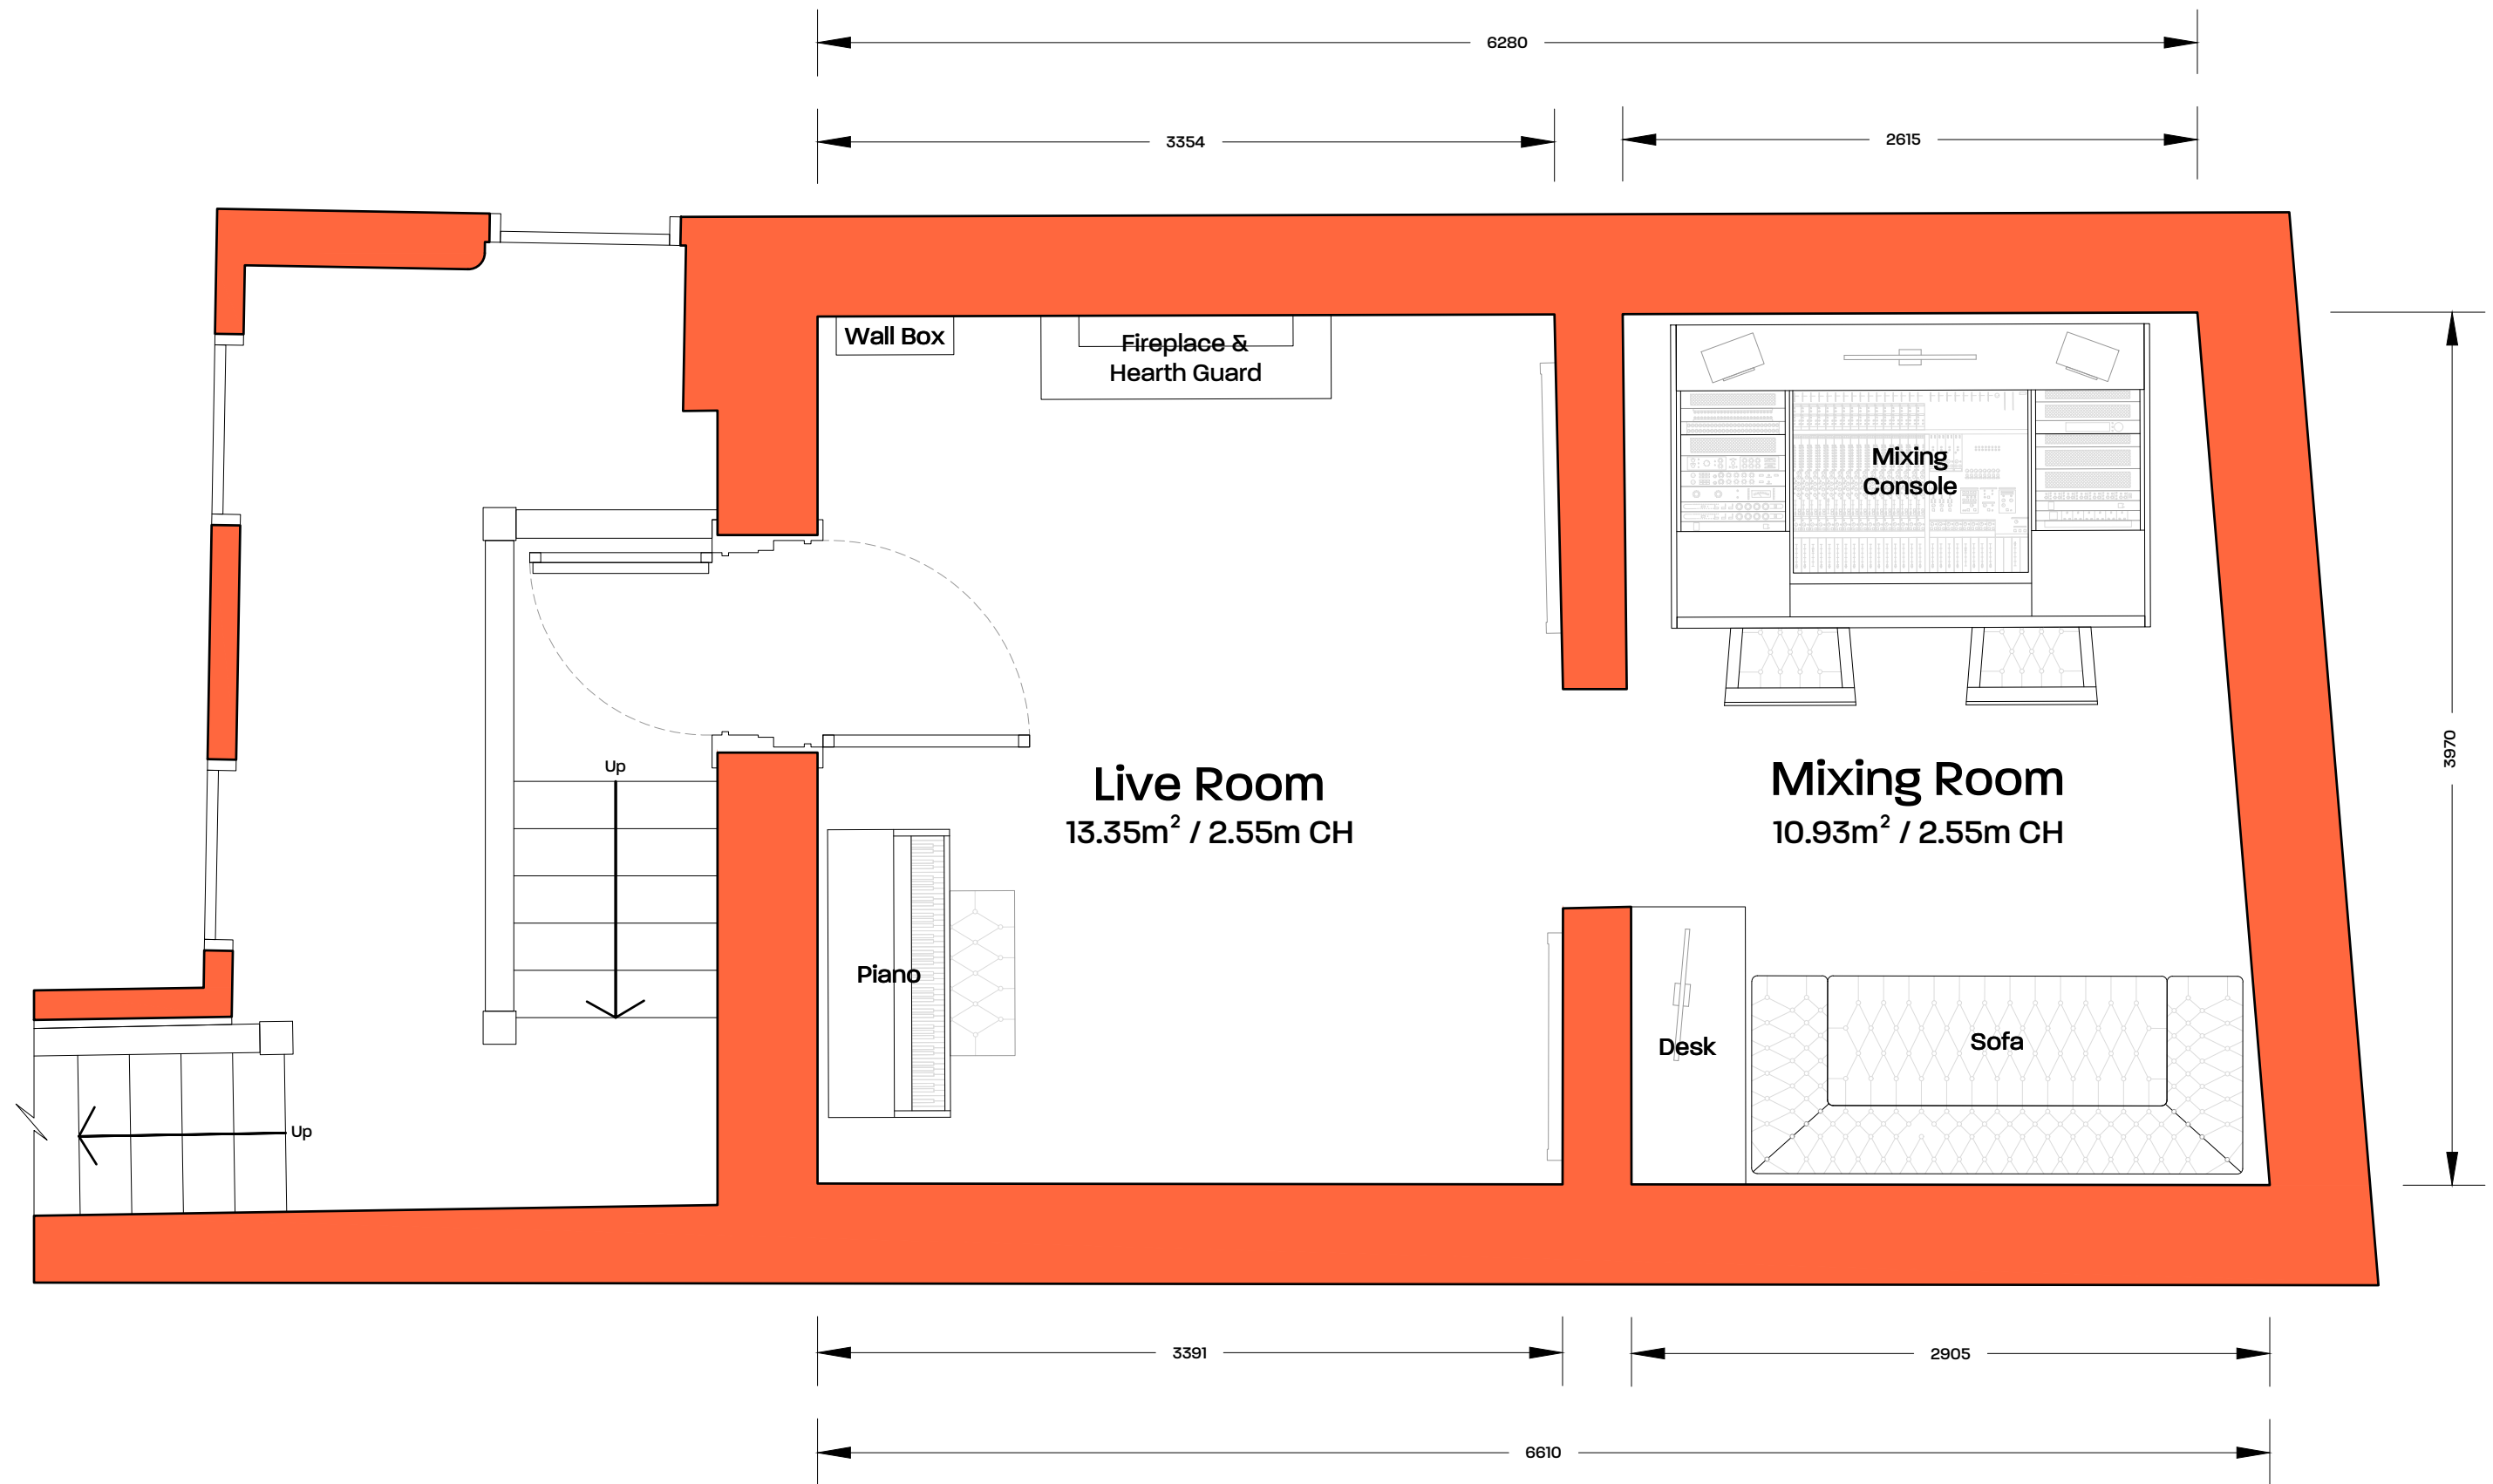 6280
3354
2615
Wall Box
Fireplace &
Hearth Guard
Mixing
Console
3970
Up
Live Room
13.35m² / 2.55m CH
Mixing Room
10.93m² / 2.55m CH
Piano
Desk
Sofa
Up
3391
2905
6610